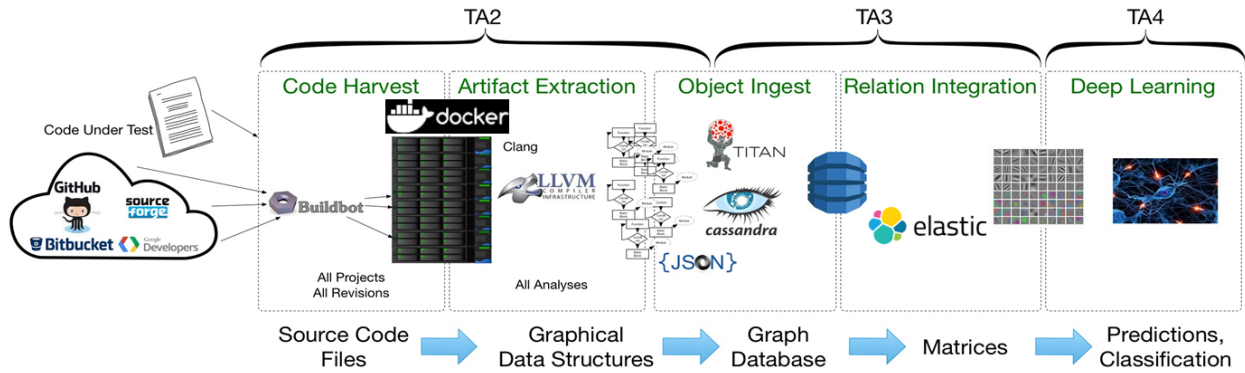 TA2
TA3
TA4
Code Harvest
Artifact Extraction
Object Ingest
Relation Integration
Deep Learning
Code Under Test
docker
Clang
LLVM
COMPILER
INFRASTRUCTURE
TITAN
GitHub
source
forge
Bitbucket
Google
Developers
Buildbot
cassandra
elastic
{JSON}
All Projects
All Revisions
All Analyses
Source Code
Files
Graphical
Data Structures
Graph
Database
Matrices
Predictions,
Classification